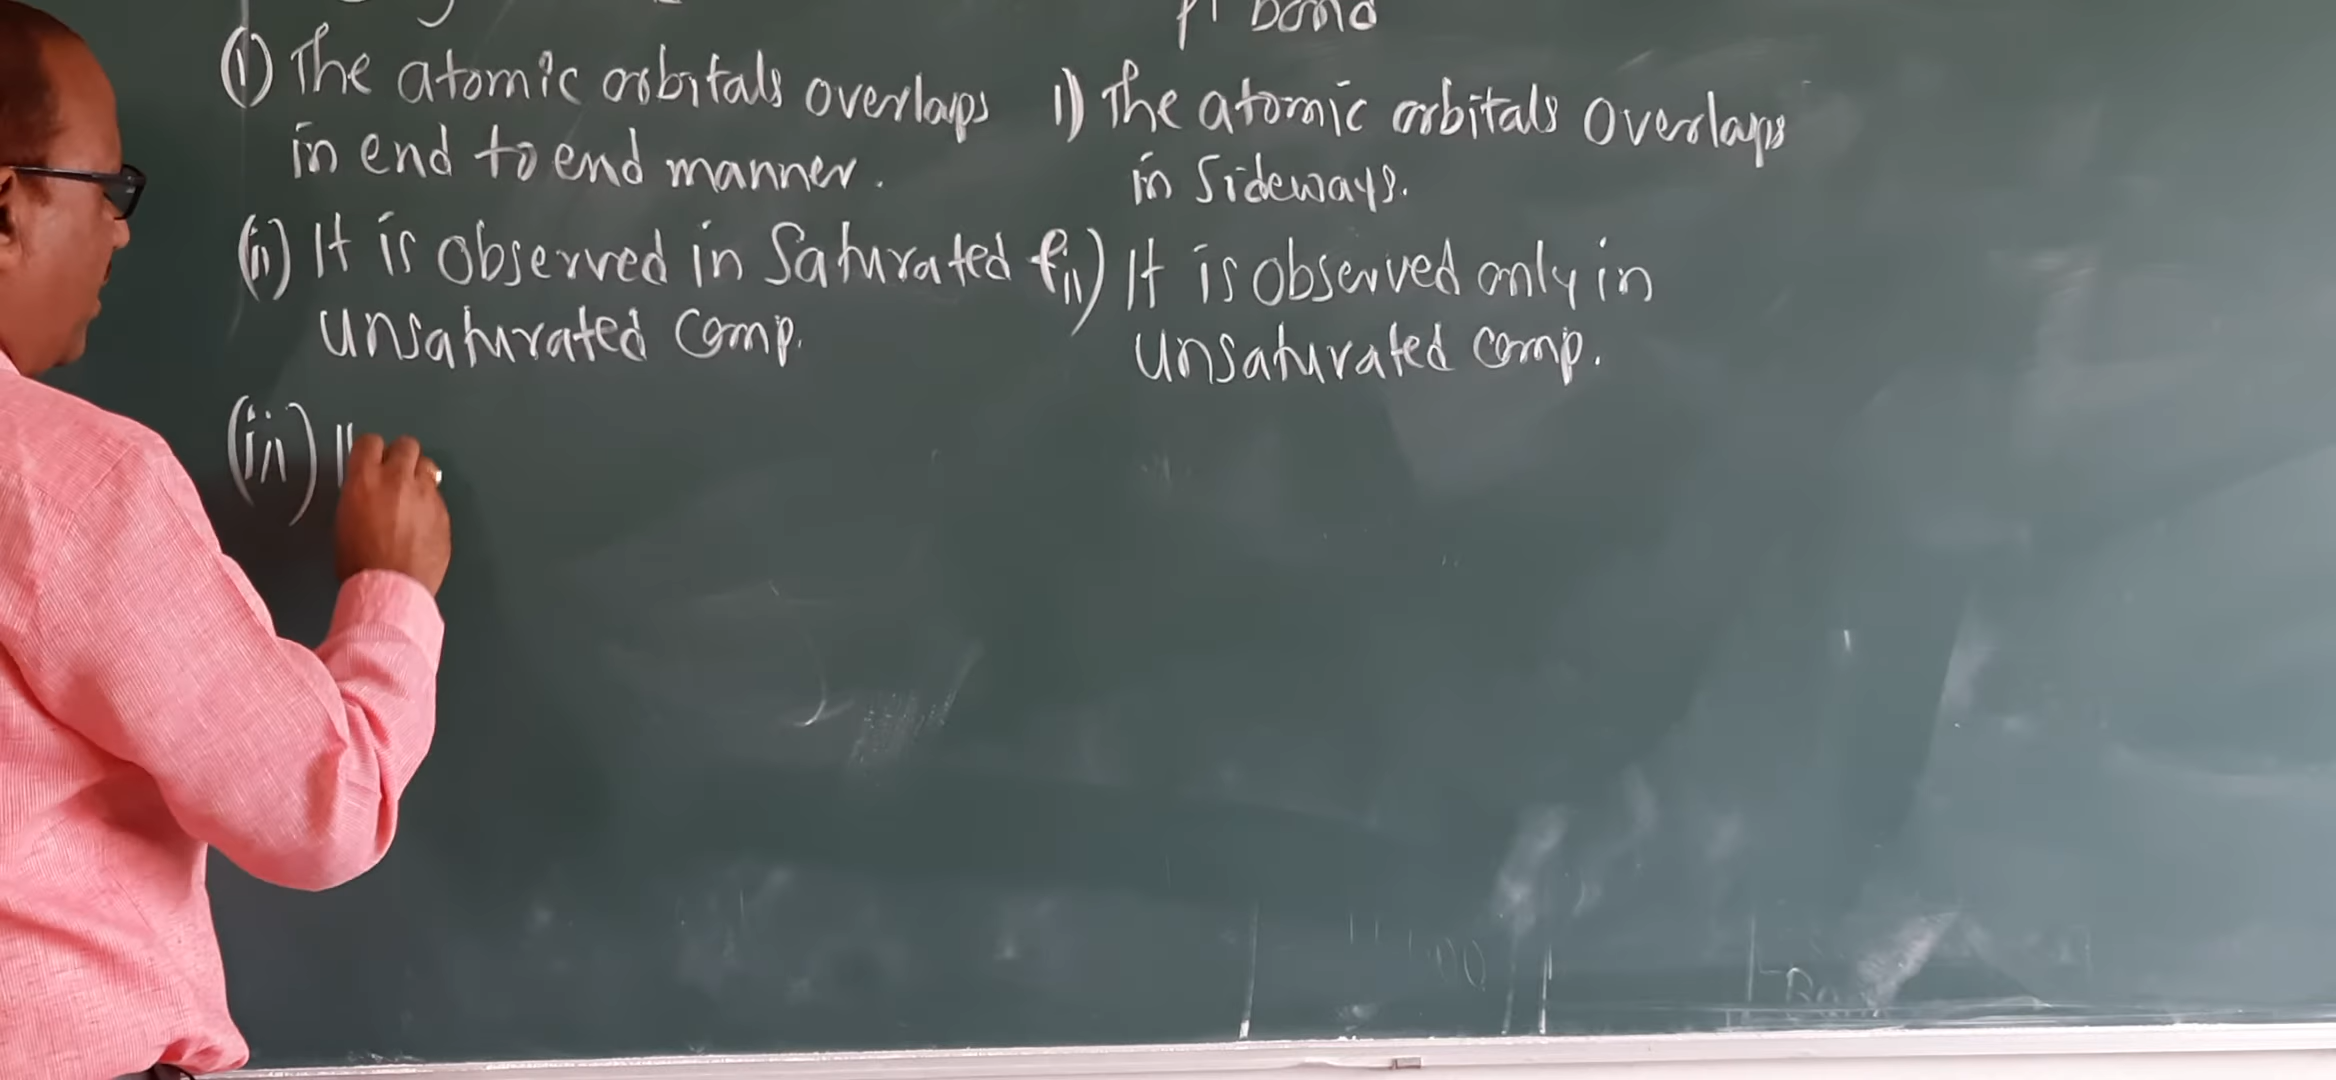 pi bond
(i) The atomic orbitals overlaps
in end to end manner.
(ii) It is observed in Saturated &
unsaturated comp.
(iii) It
i) The atomic orbitals overlaps
in Sideways.
ii) It is observed only in
unsaturated comp.